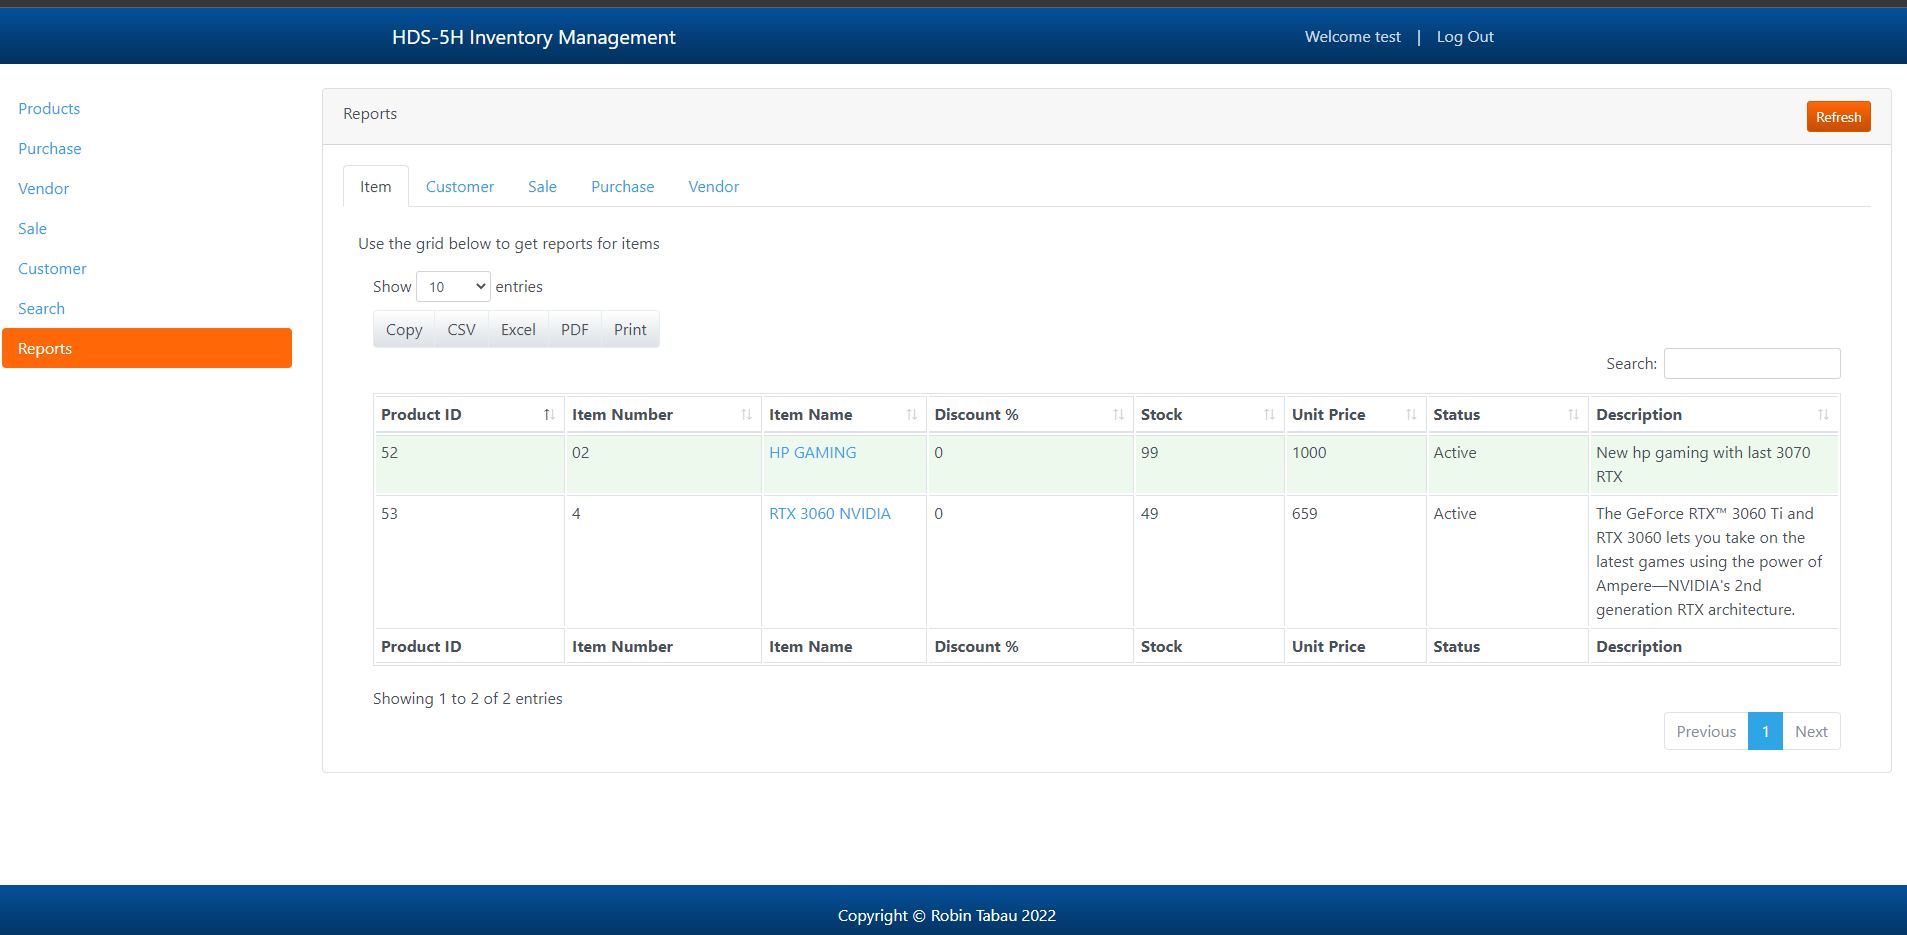 HDS-5H Inventory Management
Welcome test | Log Out
Products
Purchase
Vendor
Sale
Customer
Search
Reports
Reports
Refresh
Item Customer Sale Purchase Vendor
Use the grid below to get reports for items
Show 10 entries
Copy CSV Excel PDF Print
Search:
Product ID Item Number Item Name Discount % Stock Unit Price Status Description
52 02 HP GAMING 0 99 1000 Active New hp gaming with last 3070
RTX
53 4 RTX 3060 NVIDIA 0 49 659 Active The GeForce RTX™ 3060 Ti and
RTX 3060 lets you take on the
latest games using the power of
Ampere—NVIDIA's 2nd
generation RTX architecture.
Product ID Item Number Item Name Discount % Stock Unit Price Status Description
Showing 1 to 2 of 2 entries
Previous 1 Next
Copyright © Robin Tabau 2022